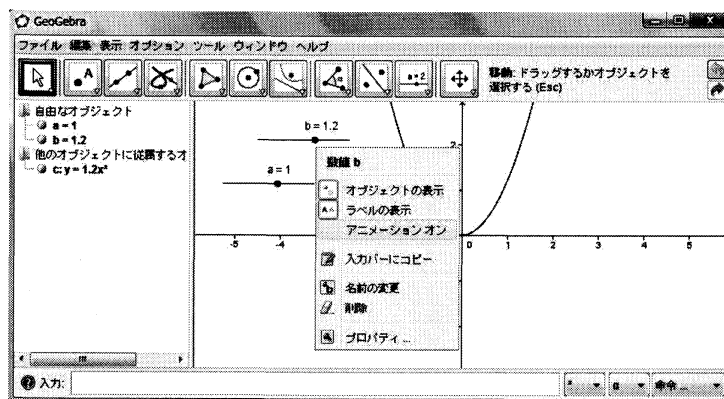 GeoGebra
ファイル 編集 表示 オプション ツール ウィンドウ ヘルプ
A
a=2
移動: ドラッグするかオブジェクトを
選択する (Esc)
自由なオブジェクト
a = 1
b = 1.2
他のオブジェクトに従属するオ
c: y = 1.2x²
b = 1.2
a = 1
数値 b
オブジェクトの表示
ラベルの表示
アニメーション オン
入力バーにコピー
名前の変更
削除
プロパティ ...
2
-5 -4 0 1 2 3 4 5
入力:
α
命令 ...